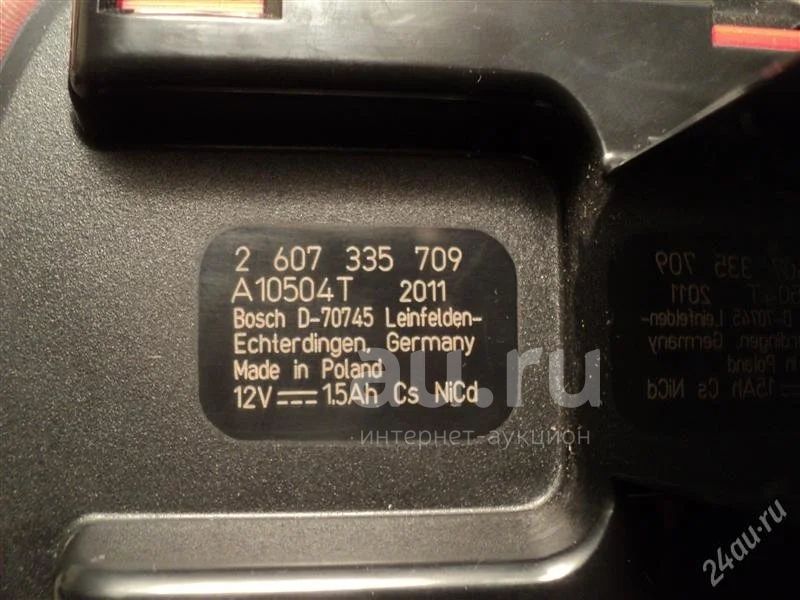 2 607 335 709
A10504T 2011
Bosch D-70745 Leinfelden-
Echterdingen, Germany
Made in Poland
12V⎓1.5Ah Cs NiCd
au.ru
интернет-аукцион
24au.ru